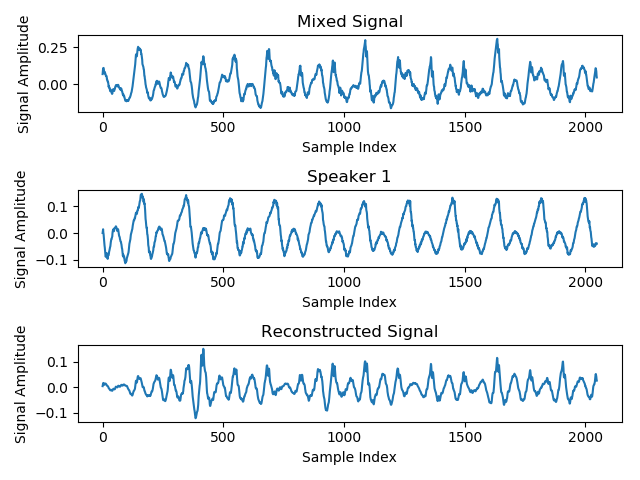 Mixed Signal
Signal Amplitude
0.25
0.00
0 500 1000 1500 2000
Sample Index
Speaker 1
Signal Amplitude
0.1
0.0
−0.1
0 500 1000 1500 2000
Sample Index
Reconstructed Signal
Signal Amplitude
0.1
0.0
−0.1
0 500 1000 1500 2000
Sample Index